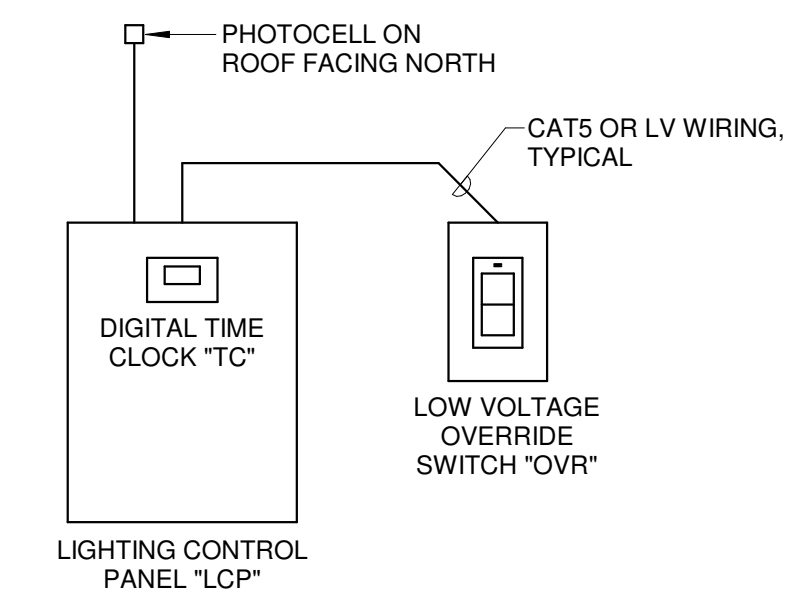 PHOTOCELL ON
ROOF FACING NORTH
CAT5 OR LV WIRING,
TYPICAL
DIGITAL TIME
CLOCK "TC"
LOW VOLTAGE
OVERRIDE
SWITCH "OVR"
LIGHTING CONTROL
PANEL "LCP"